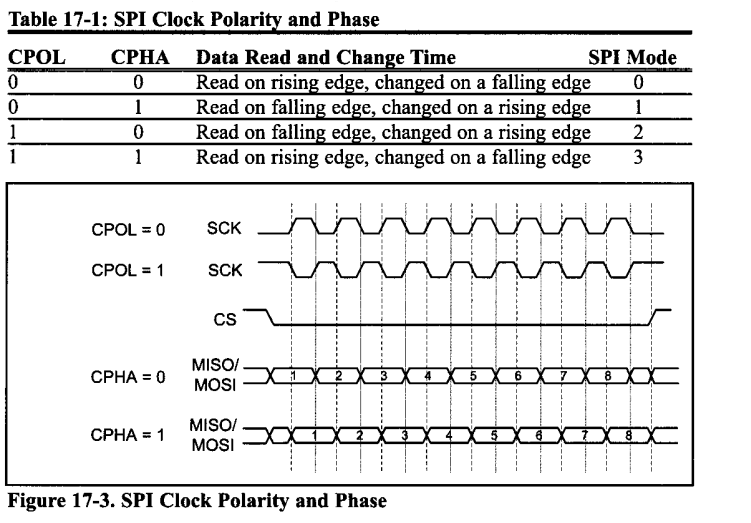 Table 17-1: SPI Clock Polarity and Phase
CPOL CPHA Data Read and Change Time SPI Mode
0 0 Read on rising edge, changed on a falling edge 0
0 1 Read on falling edge, changed on a rising edge 1
1 0 Read on falling edge, changed on a rising edge 2
1 1 Read on rising edge, changed on a falling edge 3
CPOL = 0 SCK
CPOL = 1 SCK
CS
CPHA = 0 MISO/ MOSI 1 2 3 4 5 6 7 8
CPHA = 1 MISO/ MOSI 1 2 3 4 5 6 7 8
Figure 17-3. SPI Clock Polarity and Phase